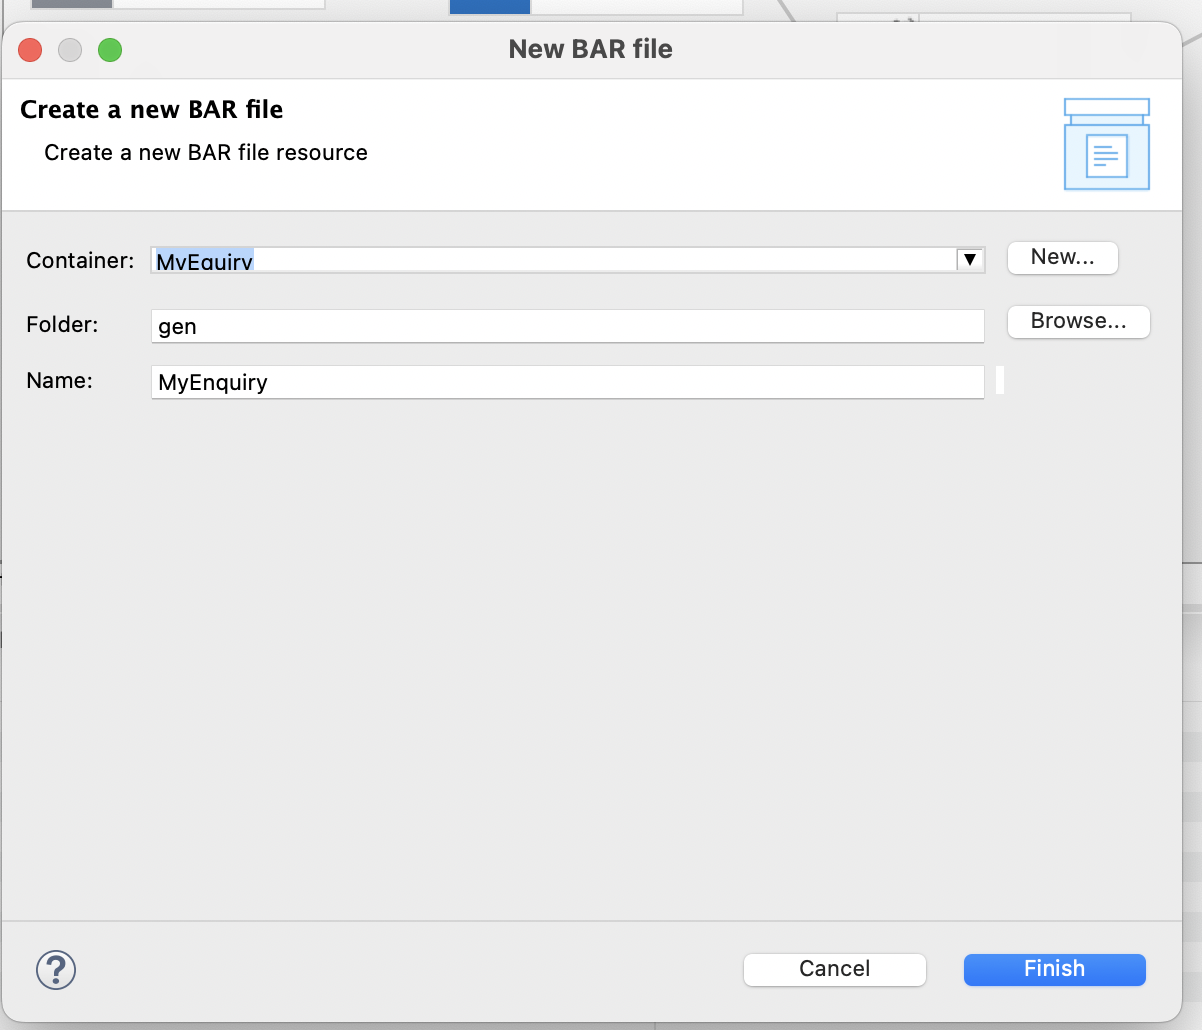 New BAR file
Create a new BAR file
Create a new BAR file resource
Container: MyEquiry New...
Folder: gen Browse...
Name: MyEnquiry
? Cancel Finish